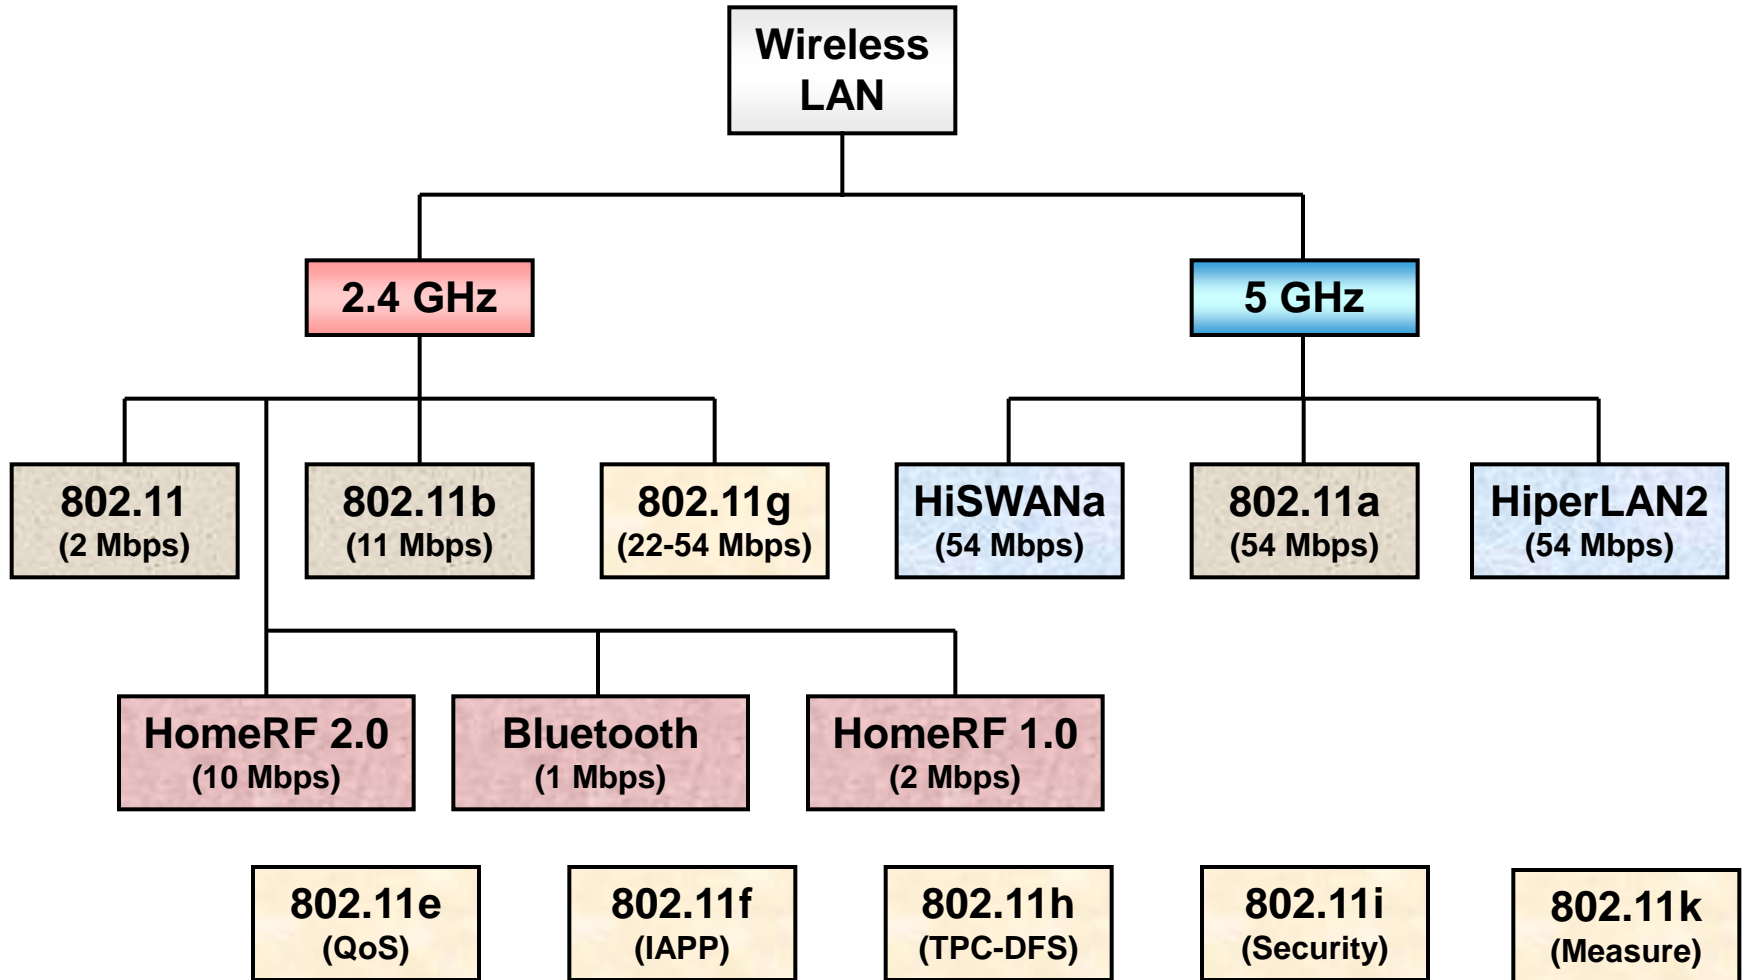 Wireless
LAN
2.4 GHz
5 GHz
802.11
(2 Mbps)
802.11b
(11 Mbps)
802.11g
(22-54 Mbps)
HiSWANa
(54 Mbps)
802.11a
(54 Mbps)
HiperLAN2
(54 Mbps)
HomeRF 2.0
(10 Mbps)
Bluetooth
(1 Mbps)
HomeRF 1.0
(2 Mbps)
802.11e
(QoS)
802.11f
(IAPP)
802.11h
(TPC-DFS)
802.11i
(Security)
802.11k
(Measure)